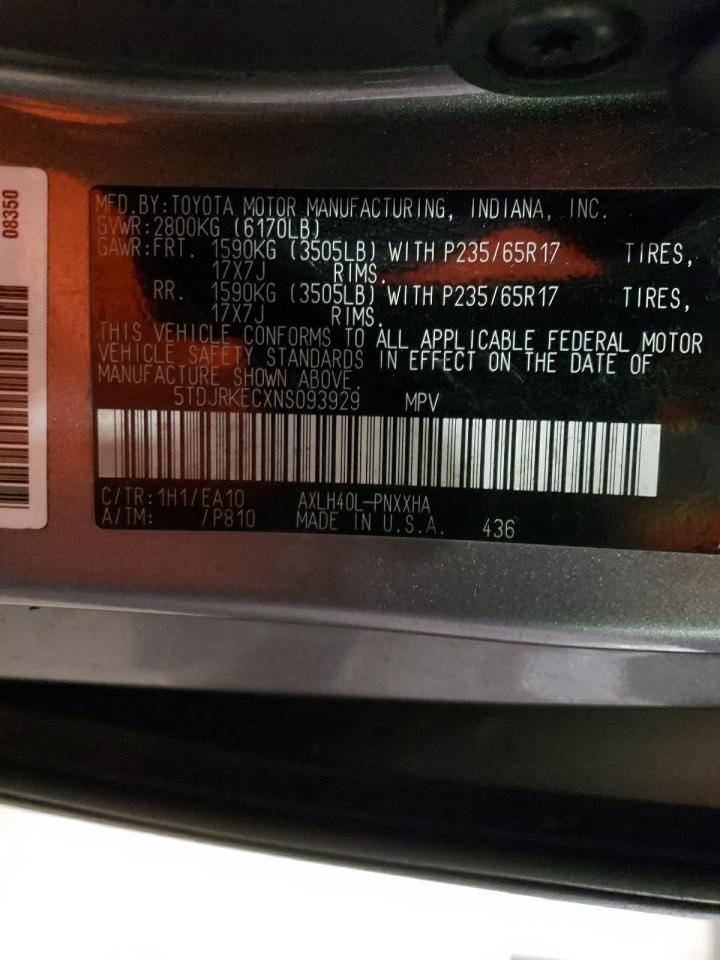 08350
MFD.BY:TOYOTA MOTOR MANUFACTURING, INDIANA, INC.
GVWR:2800KG (6170LB)
GAWR:FRT. 1590KG (3505LB) WITH P235/65R17 TIRES,
17X7J RIMS.
RR. 1590KG (3505LB) WITH P235/65R17 TIRES,
17X7J RIMS.
THIS VEHICLE CONFORMS TO ALL APPLICABLE FEDERAL MOTOR
VEHICLE SAFETY STANDARDS IN EFFECT ON THE DATE OF
MANUFACTURE SHOWN ABOVE.
5TDJRKECXNS093929 MPV
C/TR:1H1/EA10 AXLH40L-PNXXHA
A/TM: /P810 MADE IN U.S.A. 436